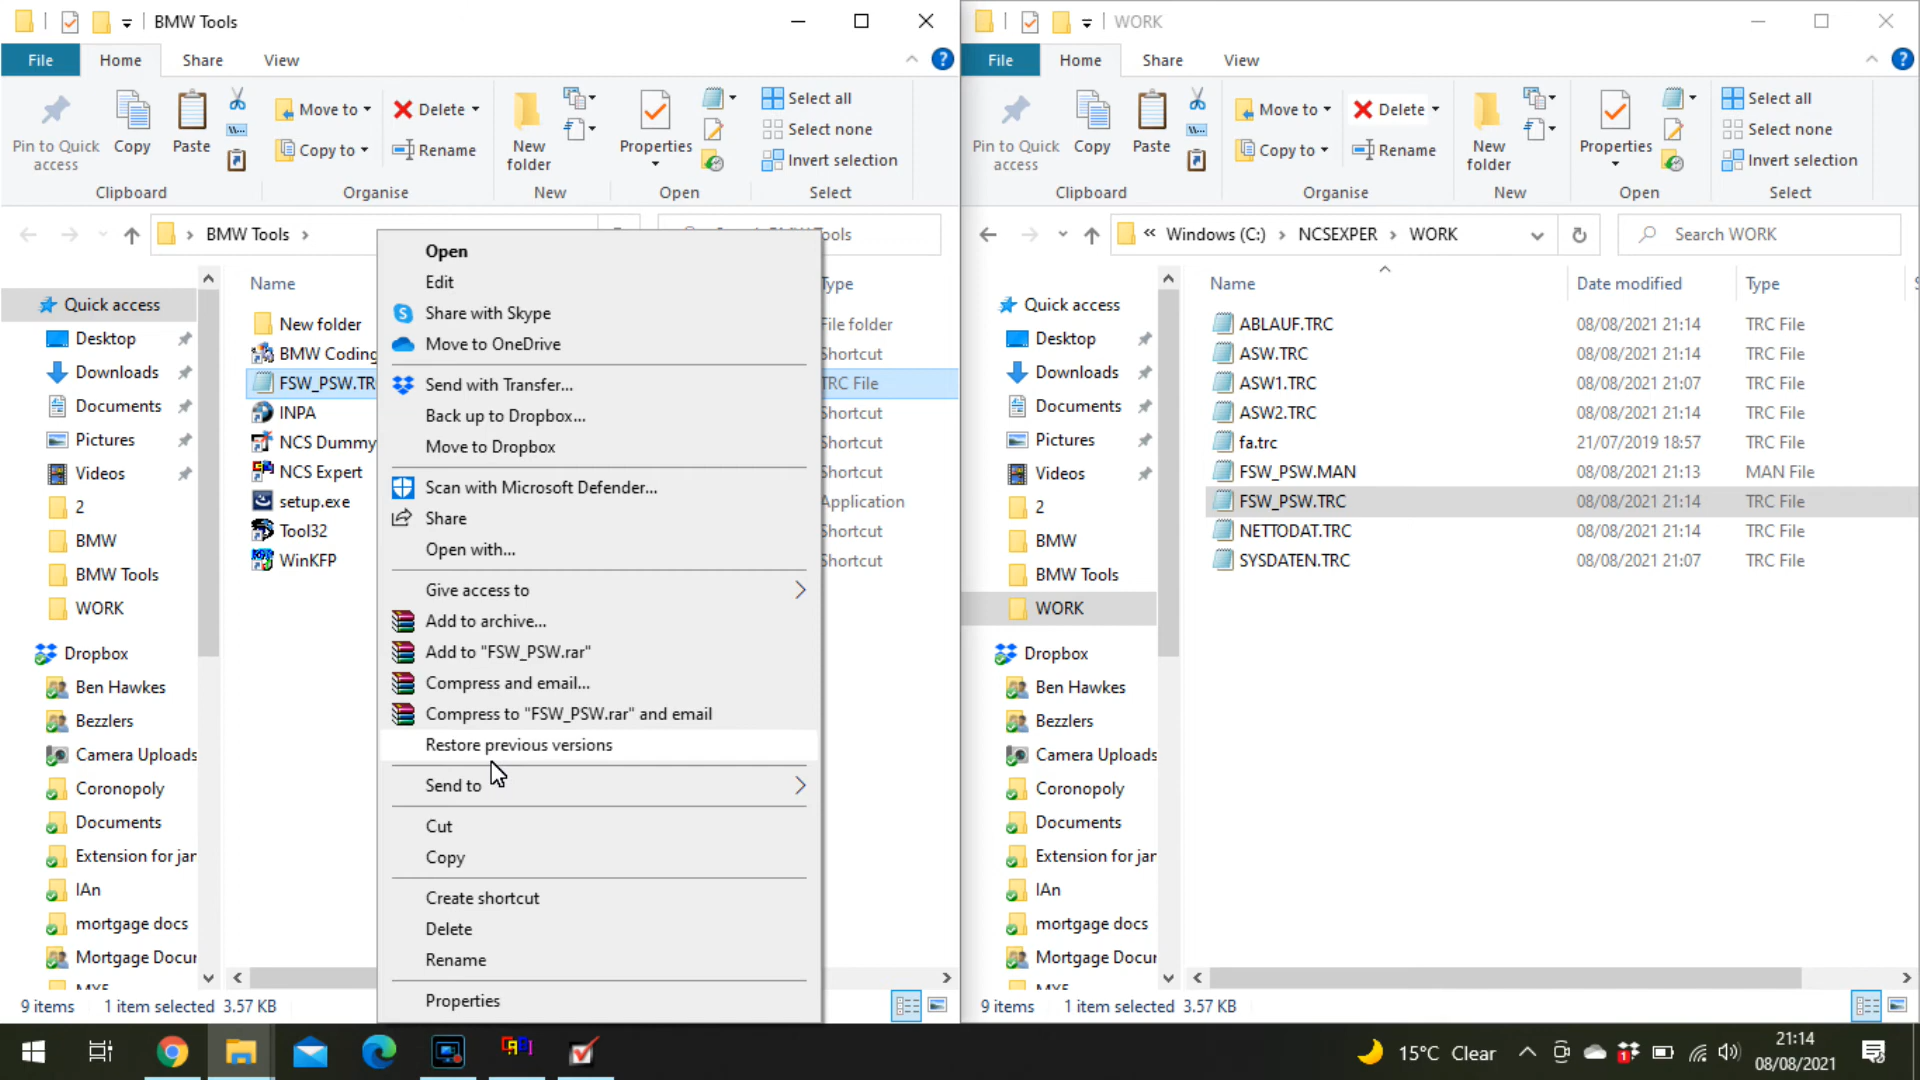 BMW Tools
File Home Share View
Pin to Quick access
Copy
Paste
Move to
Copy to
Delete
Rename
New folder
Properties
Select all
Select none
Invert selection
Clipboard Organise New Open Select
BMW Tools
Name Type
Quick access
Desktop
Downloads
Documents
Pictures
Videos
2
BMW
BMW Tools
WORK
Dropbox
Ben Hawkes
Bezzlers
Camera Uploads
Coronopoly
Documents
Extension for jar
IAn
mortgage docs
Mortgage Docur
MX5
New folder File folder
BMW Coding Shortcut
FSW_PSW.TR TRC File
INPA Shortcut
NCS Dummy Shortcut
NCS Expert Shortcut
setup.exe Application
Tool32 Shortcut
WinKFP Shortcut
Open
Edit
Share with Skype
Move to OneDrive
Send with Transfer...
Back up to Dropbox...
Move to Dropbox
Scan with Microsoft Defender...
Share
Open with...
Give access to
Add to archive...
Add to "FSW_PSW.rar"
Compress and email...
Compress to "FSW_PSW.rar" and email
Restore previous versions
Send to
Cut
Copy
Create shortcut
Delete
Rename
Properties
9 items 1 item selected 3.57 KB
WORK
File Home Share View
Pin to Quick access
Copy
Paste
Move to
Copy to
Delete
Rename
New folder
Properties
Select all
Select none
Invert selection
Clipboard Organise New Open Select
« Windows (C:) NCSEXPER WORK
Search WORK
Name Date modified Type
Quick access
Desktop
Downloads
Documents
Pictures
Videos
2
BMW
BMW Tools
WORK
Dropbox
Ben Hawkes
Bezzlers
Camera Uploads
Coronopoly
Documents
Extension for jar
IAn
mortgage docs
Mortgage Docur
MX5
ABLAUF.TRC 08/08/2021 21:14 TRC File
ASW.TRC 08/08/2021 21:14 TRC File
ASW1.TRC 08/08/2021 21:07 TRC File
ASW2.TRC 08/08/2021 21:14 TRC File
fa.trc 21/07/2019 18:57 TRC File
FSW_PSW.MAN 08/08/2021 21:13 MAN File
FSW_PSW.TRC 08/08/2021 21:14 TRC File
NETTODAT.TRC 08/08/2021 21:14 TRC File
SYSDATEN.TRC 08/08/2021 21:07 TRC File
9 items 1 item selected 3.57 KB
15°C Clear
21:14
08/08/2021